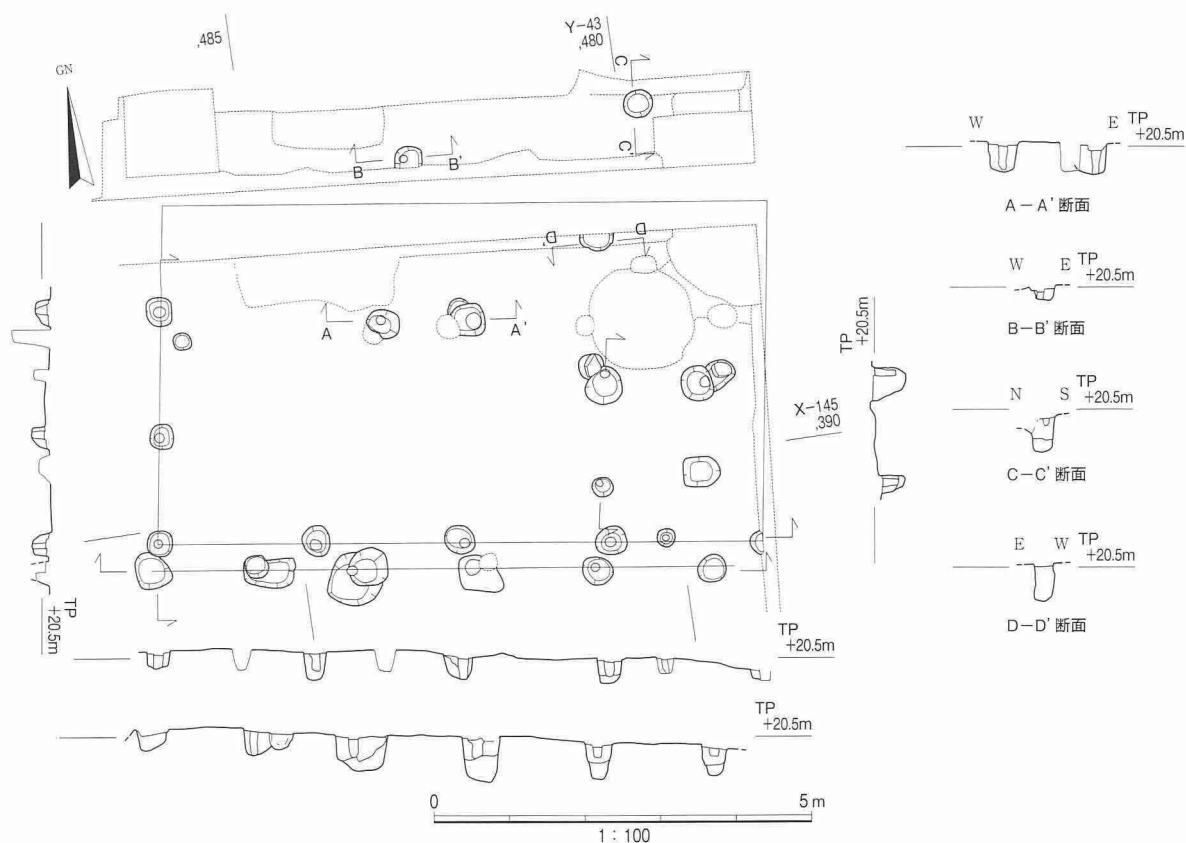 ,485
Y-43
,480
GN
C
C'
B
B'
D'
D
A
A'
X-145
,390
TP
+20.5m
TP
+20.5m
W
E
TP
+20.5m
A-A'断面
W
E
TP
+20.5m
B-B'断面
N
S
TP
+20.5m
C-C'断面
E
W
TP
+20.5m
D-D'断面
TP
+20.5m
TP
+20.5m
0
5 m
1：100